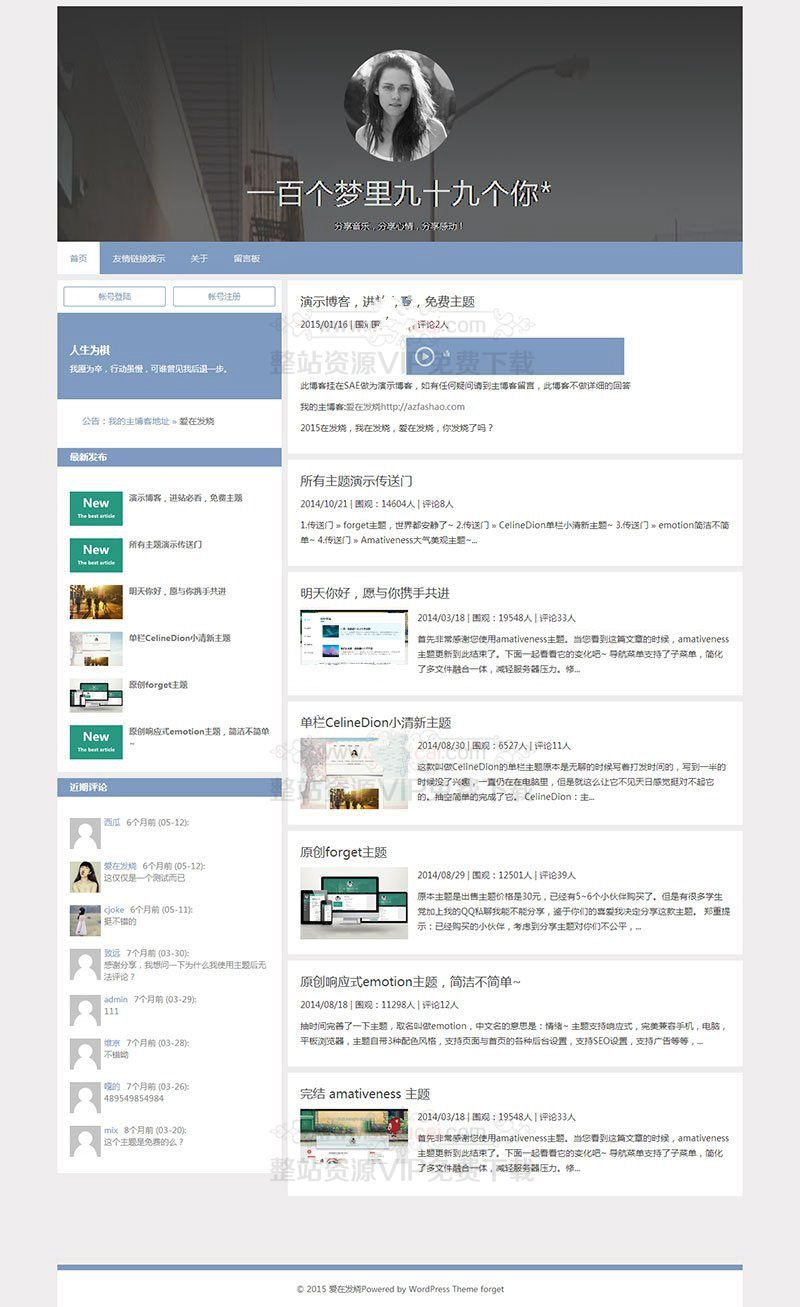 一百个梦里九十九个你*
分享音乐，分享心情，分享感动！
首页 友情链接演示 关于 留言板
帐号登陆 帐号注册
人生为棋
我愿为卒，行动虽慢，可谁曾见我后退一步。
公告：我的主博客地址 » 爱在发烧
最新发布
New
The best article
演示博客，进站必看，免费主题
New
The best article
所有主题演示传送门
明天你好，愿与你携手共进
单栏CelineDion小清新主题
原创forget主题
New
The best article
原创响应式emotion主题，简洁不简单
~
近期评论
西瓜 6个月前 (05-12):
爱在发烧 6个月前 (05-12):
这仅仅是一个测试而已
cjoke 6个月前 (05-11):
挺不错的
致远 7个月前 (03-30):
感谢分享，我想问一下为什么我使用主题后无
法评论？
admin 7个月前 (03-29):
111
7个月前 (03-28):
不错呦
嘎的 7个月前 (03-26):
489549854984
mix 8个月前 (03-20):
这个主题是免费的么？
演示博客，进 看，免费主题
2015/01/16 | 围 评论2人
整站资源VIP免费下载
此博客挂在SAE做为演示博客，如有任何疑问请到主博客留言，此博客不做详细的回答
我的主博客:爱在发烧http://azfashao.com
2015在发烧，我在发烧，爱在发烧，你发烧了吗？
所有主题演示传送门
2014/10/21 | 围观：14604人 | 评论8人
1.传送门 » forget主题，世界都安静了~ 2.传送门 » CelineDion单栏小清新主题~ 3.传送门 » emotion简洁不简
单~ 4.传送门 » Amativeness大气美观主题~...
明天你好，愿与你携手共进
2014/03/18 | 围观：19548人 | 评论33人
首先非常感谢您使用amativeness主题。当您看到这篇文章的时候，amativeness
主题更新到此结束了。下面一起看看它的变化吧~ 导航菜单支持了子菜单，简化
了多文件融合一体，减轻服务器压力。修...
单栏CelineDion小清新主题
2014/08/30 | 围观：6527人 | 评论11人
这款叫做CelineDion的单栏主题原本是无聊的时候写着打发时间的，写到一半的
时候没了兴趣，一直仍在在电脑里，但是就这么让它不见天日感觉挺对不起它
的。抽空简单的完成了它。 CelineDion：主...
整站资源VIP免费下载
原创forget主题
2014/08/29 | 围观：12501人 | 评论39人
原本主题是出售主题价格是30元，已经有5~6个小伙伴购买了。但是有很多学生
党加上我的QQ私聊我能不能分享，鉴于你们的喜爱我决定分享这款主题。 郑重提
示：已经购买的小伙伴，考虑到分享主题对你们不公平，...
原创响应式emotion主题，简洁不简单~
2014/08/18 | 围观：11298人 | 评论12人
抽时间完善了一下主题，取名叫做emotion，中文名的意思是：情绪~ 主题支持响应式，完美兼容手机，电脑，
平板浏览器，主题自带3种配色风格，支持页面与首页的各种后台设置，支持SEO设置，支持广告等等，...
完结 amativeness 主题
2014/03/18 | 围观：19548人 | 评论33人
首先非常感谢您使用amativeness主题。当您看到这篇文章的时候，amativeness
主题更新到此结束了。下面一起看看它的变化吧~ 导航菜单支持了子菜单，简化
了多文件融合一体，减轻服务器压力。修...
整站资源VIP免费下载
© 2015 爱在发烧Powered by WordPress Theme forget